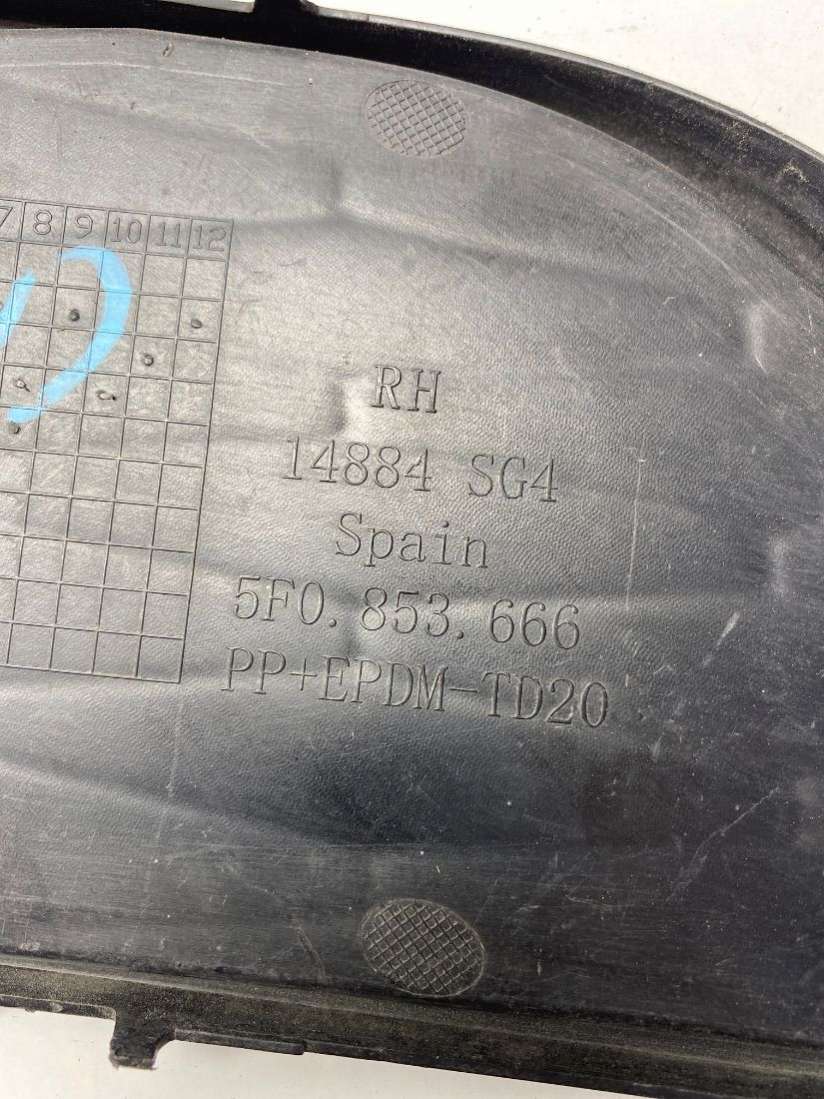 7 8 9 10 11 12
RH
14884 SG4
Spain
5F0.853.666
PP+EPDM-TD20